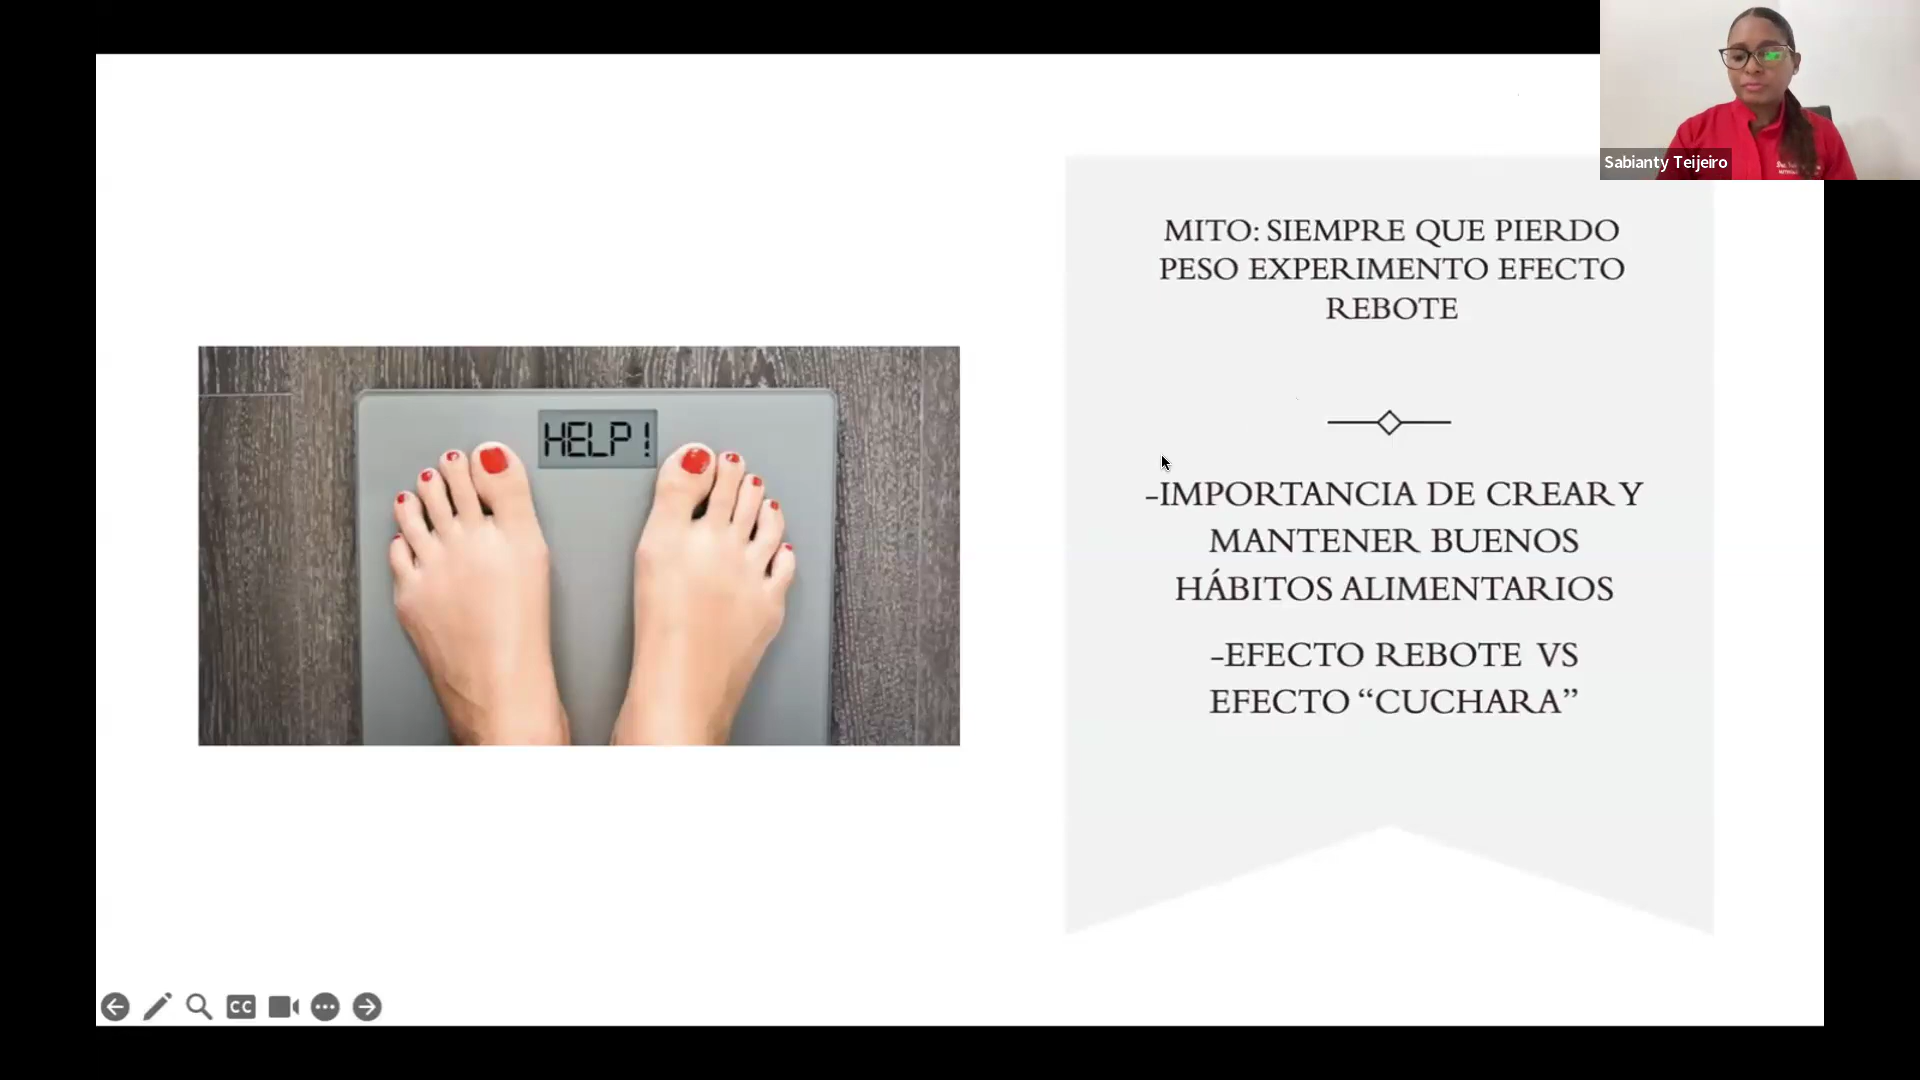 Sabianty Teijeiro
MITO: SIEMPRE QUE PIERDO
PESO EXPERIMENTO EFECTO
REBOTE
HELP!
-IMPORTANCIA DE CREAR Y
MANTENER BUENOS
HÁBITOS ALIMENTARIOS
-EFECTO REBOTE VS
EFECTO “CUCHARA”
CC